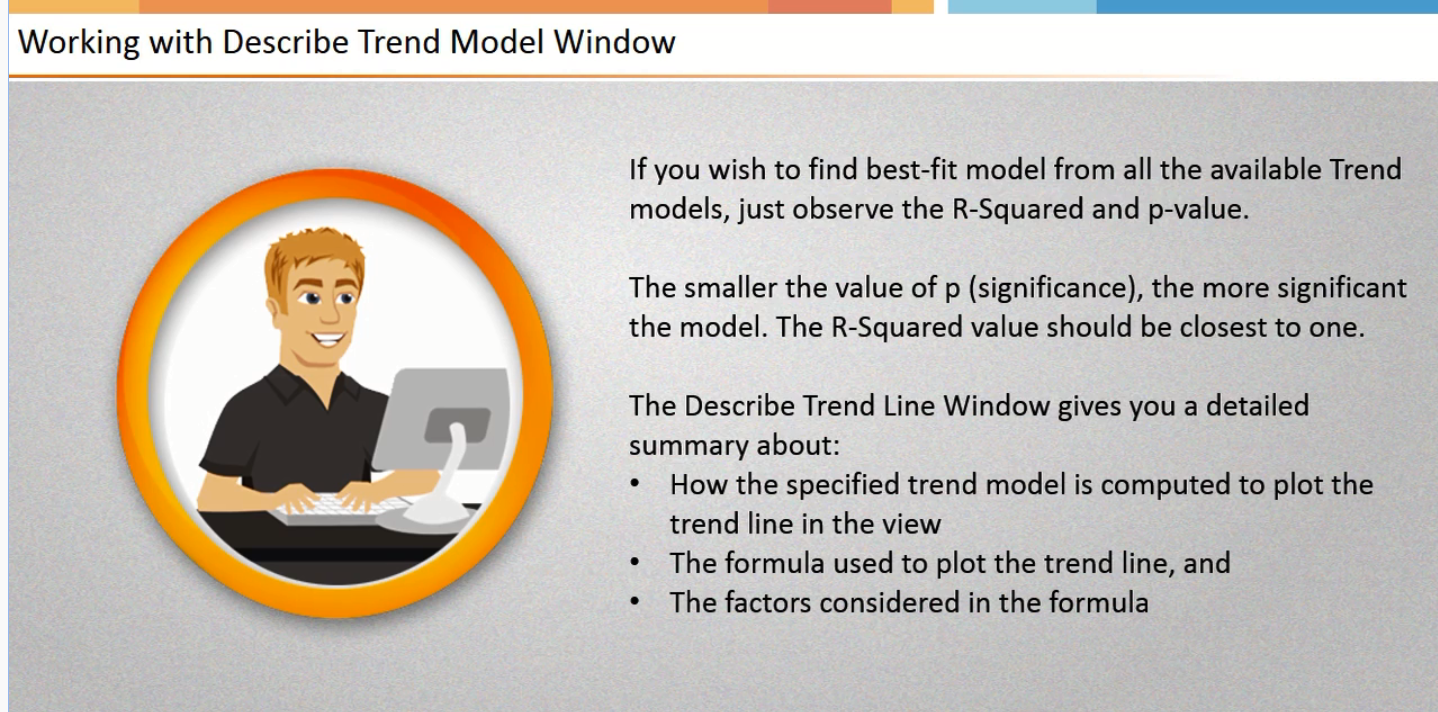 Working with Describe Trend Model Window
If you wish to find best-fit model from all the available Trend
models, just observe the R-Squared and p-value.
The smaller the value of p (significance), the more significant
the model. The R-Squared value should be closest to one.
The Describe Trend Line Window gives you a detailed
summary about:
• How the specified trend model is computed to plot the
trend line in the view
• The formula used to plot the trend line, and
• The factors considered in the formula